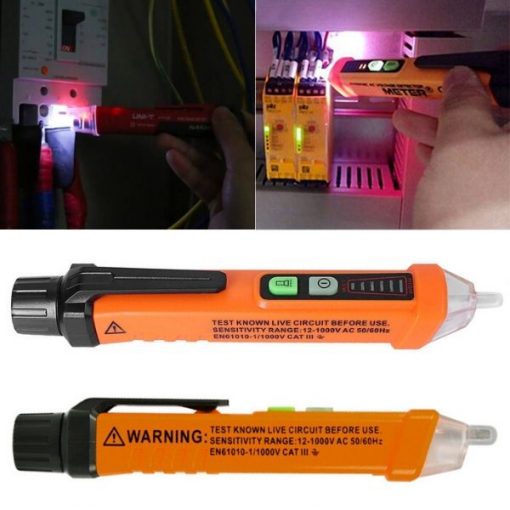 UNI-T
pilz
METER
TEST KNOWN LIVE CIRCUIT BEFORE USE.
SENSITIVITY RANGE: 12-1000V AC 50/60Hz
EN61010-1/1000V CAT III
WARNING:
TEST KNOWN LIVE CIRCUIT BEFORE USE.
SENSITIVITY RANGE: 12-1000V AC 50/60Hz
EN61010-1/1000V CAT III